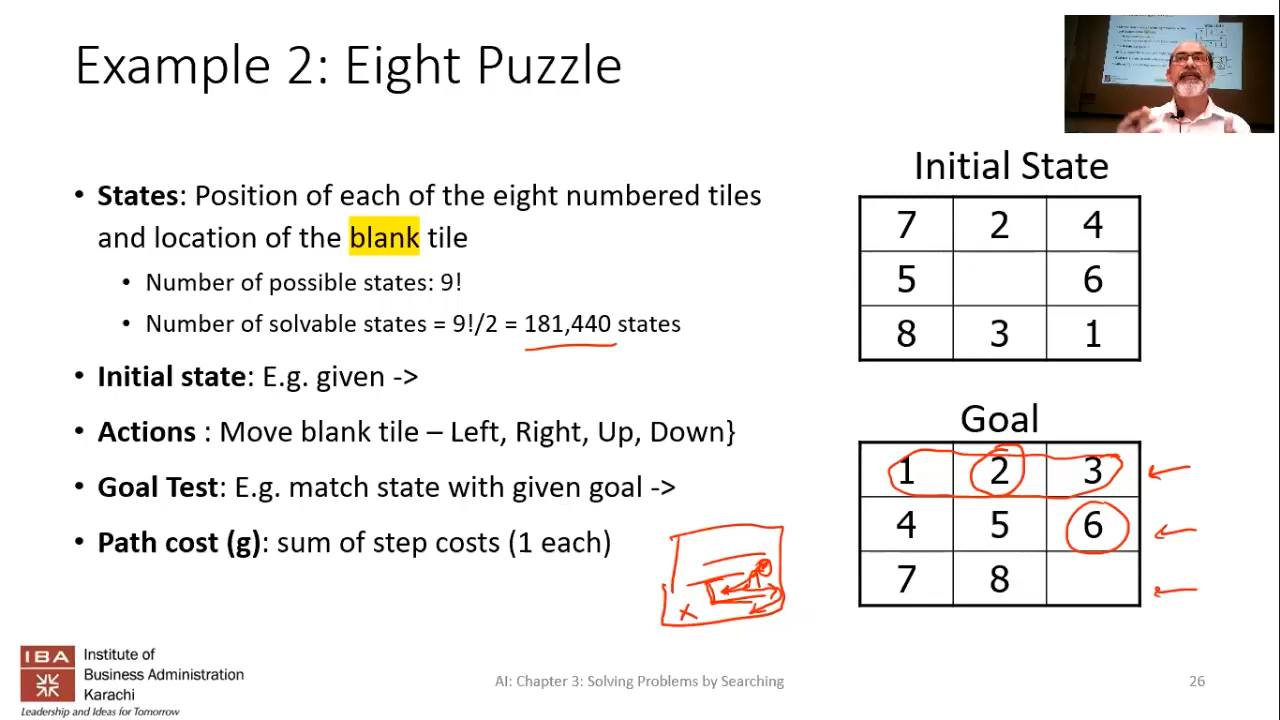 Example 2: Eight Puzzle
• States: Position of each of the eight numbered tiles
and location of the blank tile
• Number of possible states: 9!
• Number of solvable states = 9!/2 = 181,440 states
• Initial state: E.g. given ->
• Actions : Move blank tile – Left, Right, Up, Down}
• Goal Test: E.g. match state with given goal ->
• Path cost (g): sum of step costs (1 each)
Initial State
7 2 4
5 6
8 3 1
Goal
1 2 3
4 5 6
7 8
x
IBA
Institute of
Business Administration
Karachi
Leadership and Ideas for Tomorrow
AI: Chapter 3: Solving Problems by Searching
26